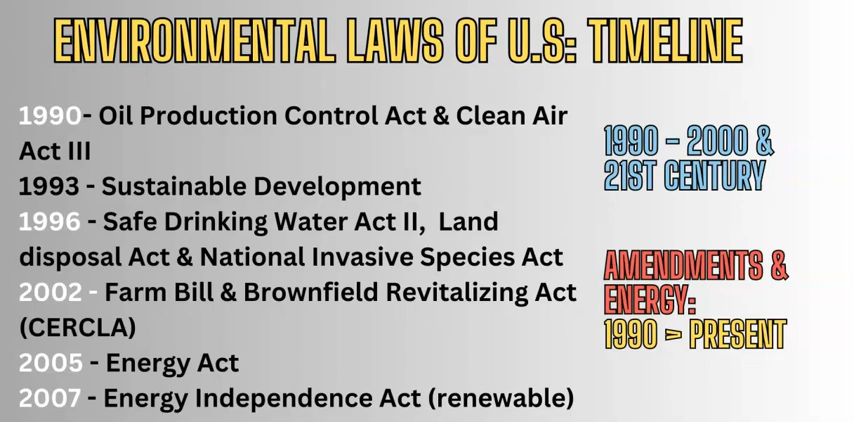 ENVIRONMENTAL LAWS OF U.S: TIMELINE
1990- Oil Production Control Act & Clean Air
Act III
1993 - Sustainable Development
1996 - Safe Drinking Water Act II,  Land
disposal Act & National Invasive Species Act
2002 - Farm Bill & Brownfield Revitalizing Act
(CERCLA)
2005 - Energy Act
2007 - Energy Independence Act (renewable)
1990 - 2000 &
21ST CENTURY
AMENDMENTS &
ENERGY:
1990 > PRESENT